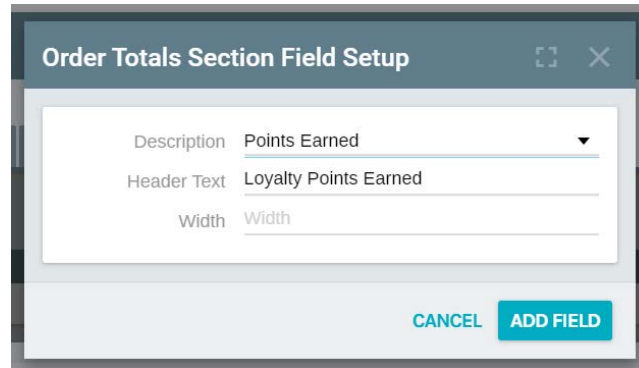 Order Totals Section Field Setup
Description Points Earned
Header Text Loyalty Points Earned
Width Width
CANCEL ADD FIELD